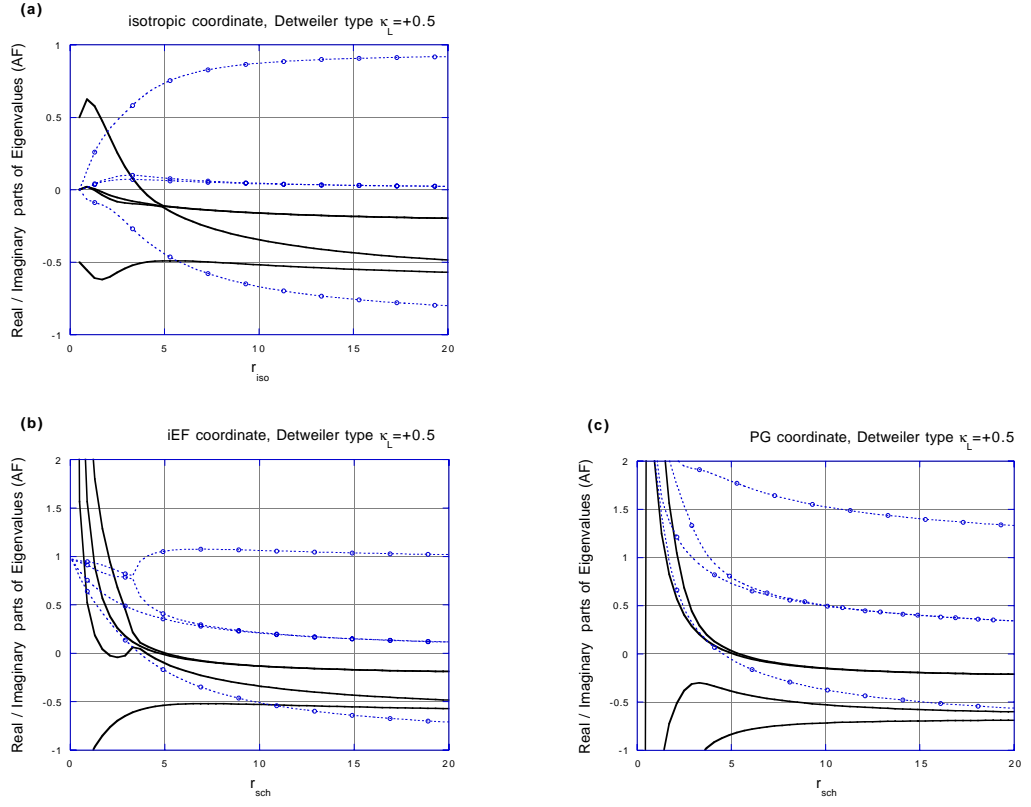 (a)
isotropic coordinate, Detweiler type κL=+0.5
Real / Imaginary parts of Eigenvalues (AF)
1
0.5
0
-0.5
-1
0 5 10 15 20
r iso
(b)
iEF coordinate, Detweiler type κL=+0.5
Real / Imaginary parts of Eigenvalues (AF)
2
1.5
1
0.5
0
-0.5
-1
0 5 10 15 20
r sch
(c)
PG coordinate, Detweiler type κL=+0.5
Real / Imaginary parts of Eigenvalues (AF)
2
1.5
1
0.5
0
-0.5
-1
0 5 10 15 20
r sch